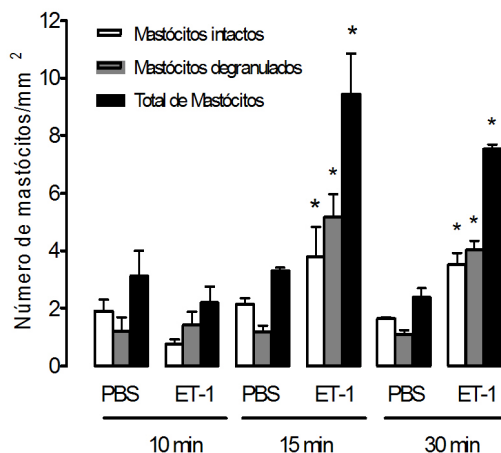 Número de mastócitos/mm 2
12
10
8
6
4
2
0
Mastócitos intactos
Mastócitos degranulados
Total de Mastócitos
* * *
* * *
PBS ET-1 PBS ET-1 PBS ET-1
10 min 15 min 30 min